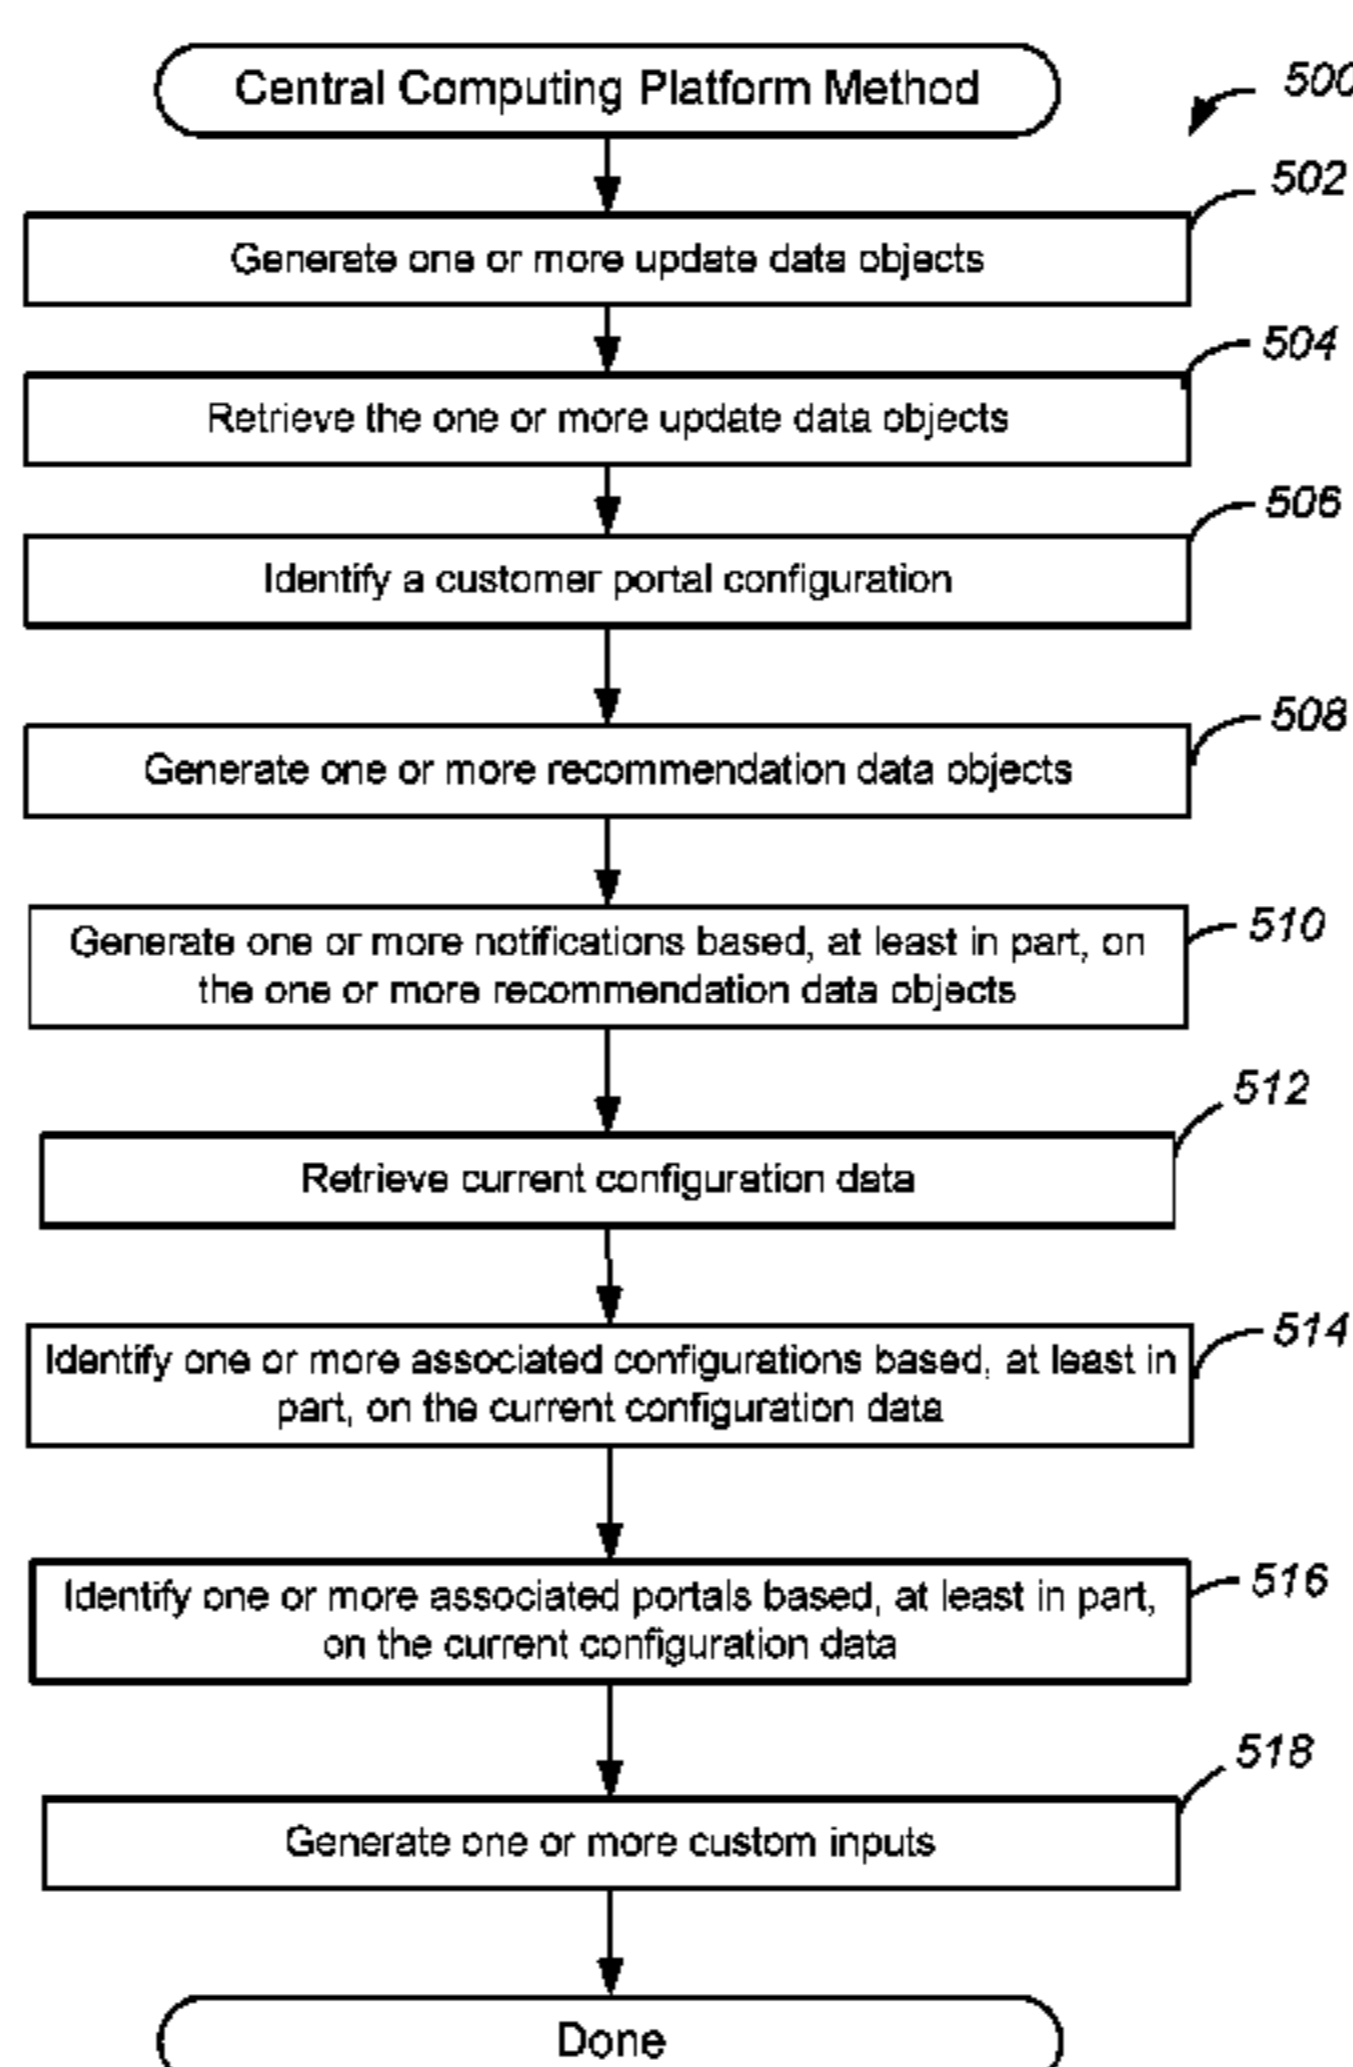 Central Computing Platform Method
500
502
Generate one or more update data objects
504
Retrieve the one or more update data objects
506
Identify a customer portal configuration
508
Generate one or more recommendation data objects
510
Generate one or more notifications based, at least in part, on
the one or more recommendation data objects
512
Retrieve current configuration data
514
Identify one or more associated configurations based, at least in
part, on the current configuration data
516
Identify one or more associated portals based, at least in part,
on the current configuration data
518
Generate one or more custom inputs
Done